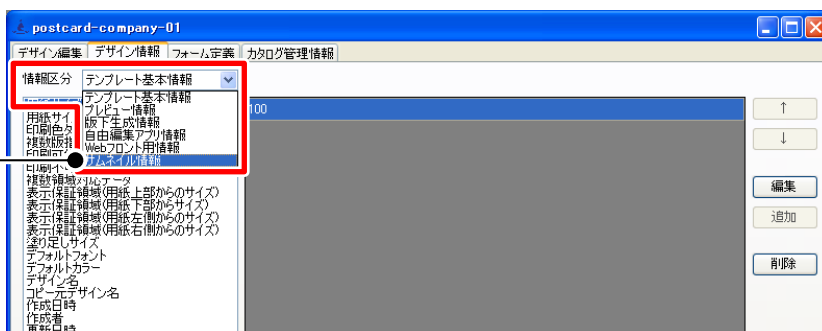 postcard-company-01
デザイン編集 デザイン情報 フォーム定義 カタログ管理情報
情報区分 テンプレート基本情報
テンプレート基本情報
プレビュー情報
版下生成情報
自由編集アプリ情報
Webフロント用情報
サムネイル情報
100
用紙サイ
印刷色
複数版
複数領域対応データ
表示保証領域(用紙上部からのサイズ)
表示保証領域(用紙下部からサイズ)
表示保証領域(用紙左側からのサイズ)
表示保証領域(用紙右側からのサイズ)
塗り足しサイズ
デフォルトフォント
デフォルトカラー
デザイン名
コピー元デザイン名
作成日時
作成者
更新日時
↑
↓
編集
追加
削除